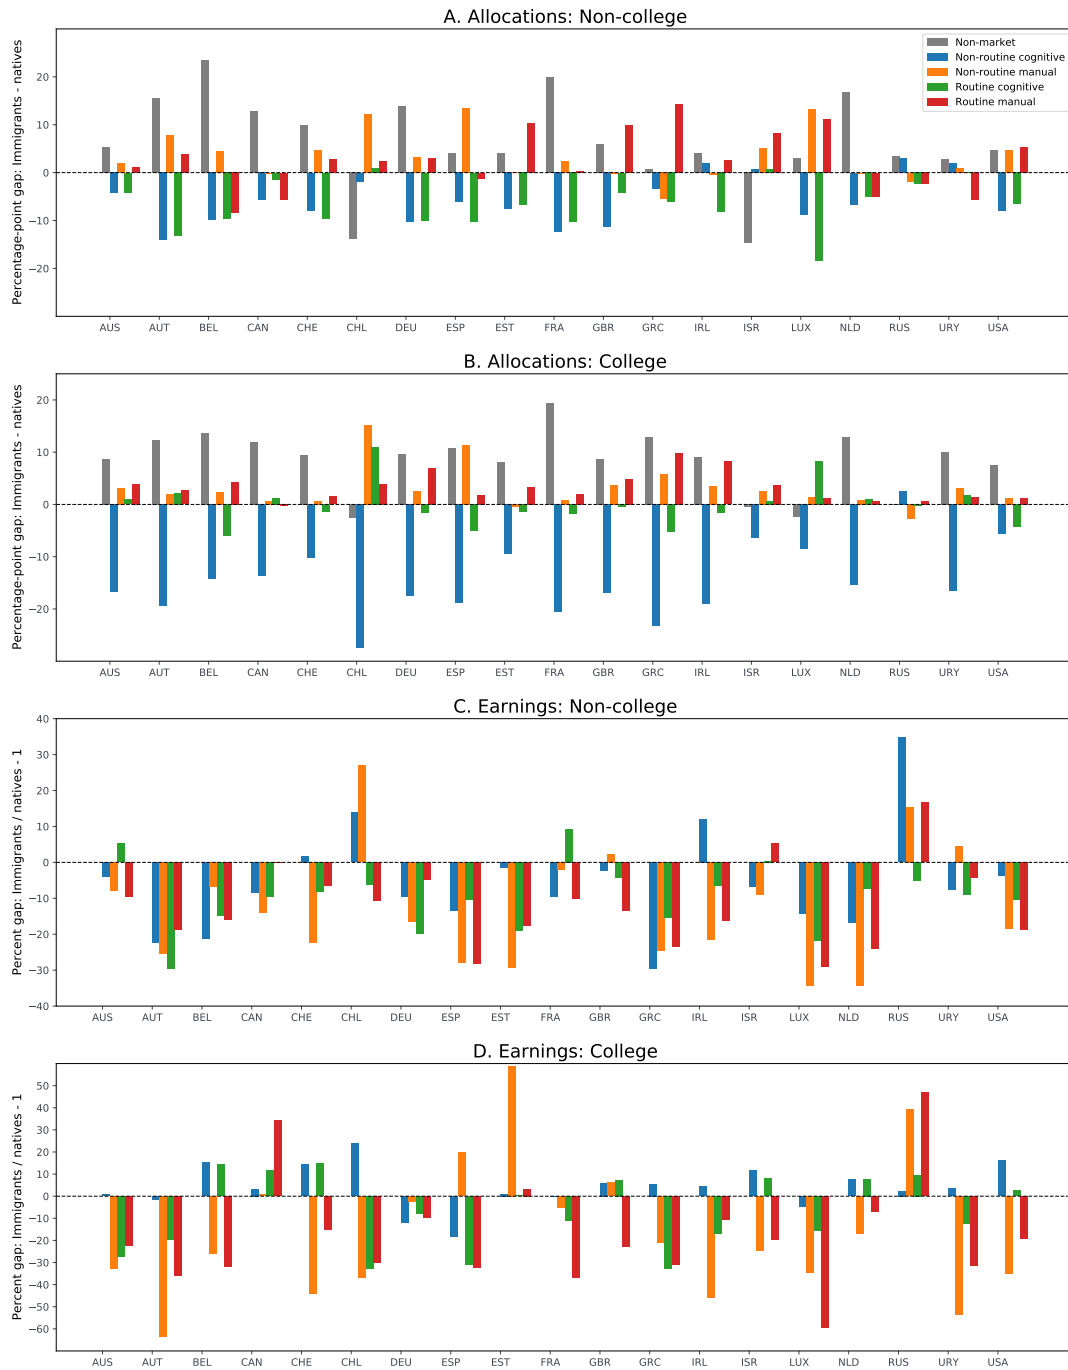 A. Allocations: Non-college
Percentage-point gap: Immigrants - natives
20
10
0
−10
−20
Non-market
Non-routine cognitive
Non-routine manual
Routine cognitive
Routine manual
AUS AUT BEL CAN CHE CHL DEU ESP EST FRA GBR GRC IRL ISR LUX NLD RUS URY USA
B. Allocations: College
Percentage-point gap: Immigrants - natives
20
10
0
−10
−20
AUS AUT BEL CAN CHE CHL DEU ESP EST FRA GBR GRC IRL ISR LUX NLD RUS URY USA
C. Earnings: Non-college
Percent gap: Immigrants / natives - 1
40
30
20
10
0
−10
−20
−30
−40
AUS AUT BEL CAN CHE CHL DEU ESP EST FRA GBR GRC IRL ISR LUX NLD RUS URY USA
D. Earnings: College
Percent gap: Immigrants / natives - 1
50
40
30
20
10
0
−10
−20
−30
−40
−50
−60
AUS AUT BEL CAN CHE CHL DEU ESP EST FRA GBR GRC IRL ISR LUX NLD RUS URY USA